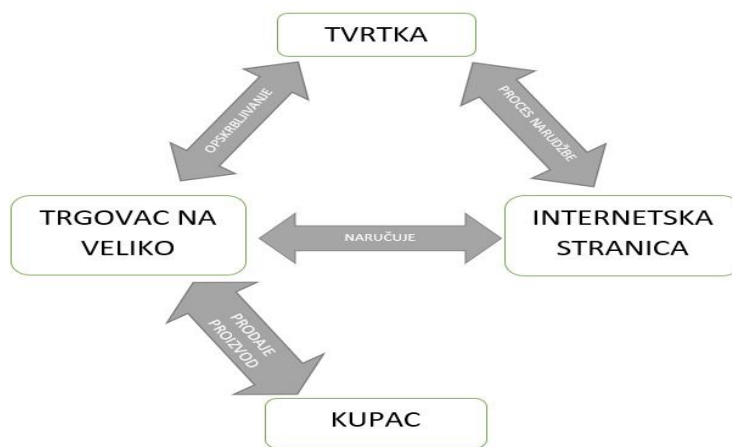 TVRTKA
OPSKRBLJIVANJE
PROCES NARUDŽBE
TRGOVAC NA
VELIKO
NARUČUJE
INTERNETSKA
STRANICA
PRODAJE
PROIZVOD
KUPAC